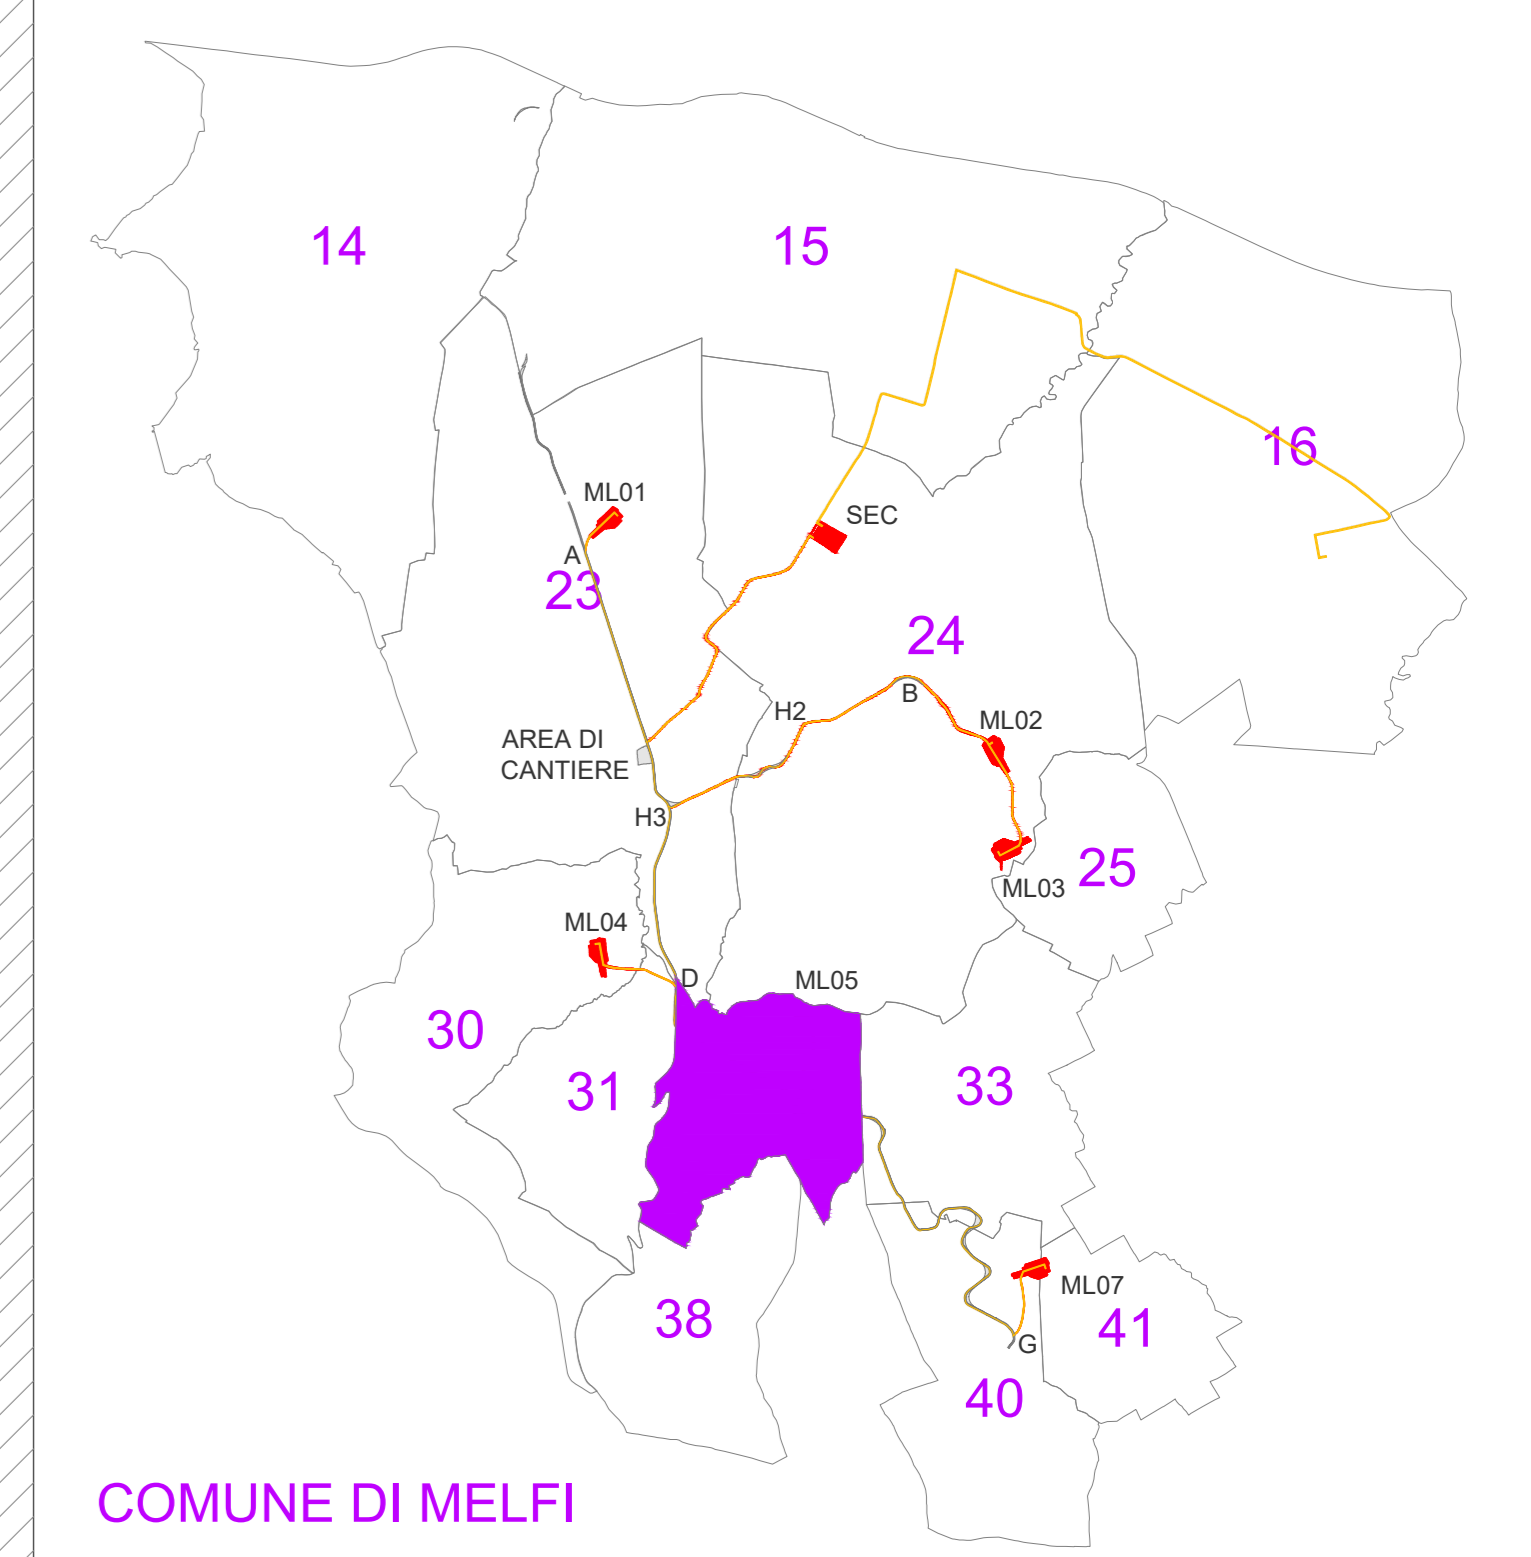 14
15
16
ML01
SEC
A
23
24
B
H2
ML02
AREA DI
CANTIERE
H3
25
ML03
ML04
D
ML05
30
31
33
ML07
38
41
G
40
COMUNE DI MELFI